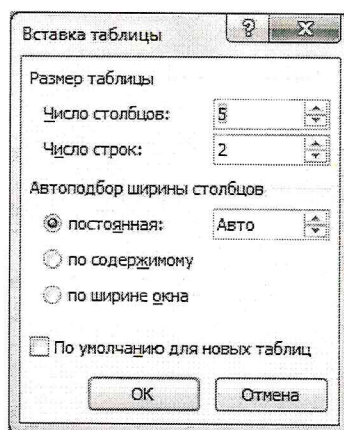 Вставка таблицы
Размер таблицы
Число столбцов: 5
Число строк: 2
Автоподбор ширины столбцов
постоянная: Авто
по содержимому
по ширине окна
По умолчанию для новых таблиц
ОК Отмена